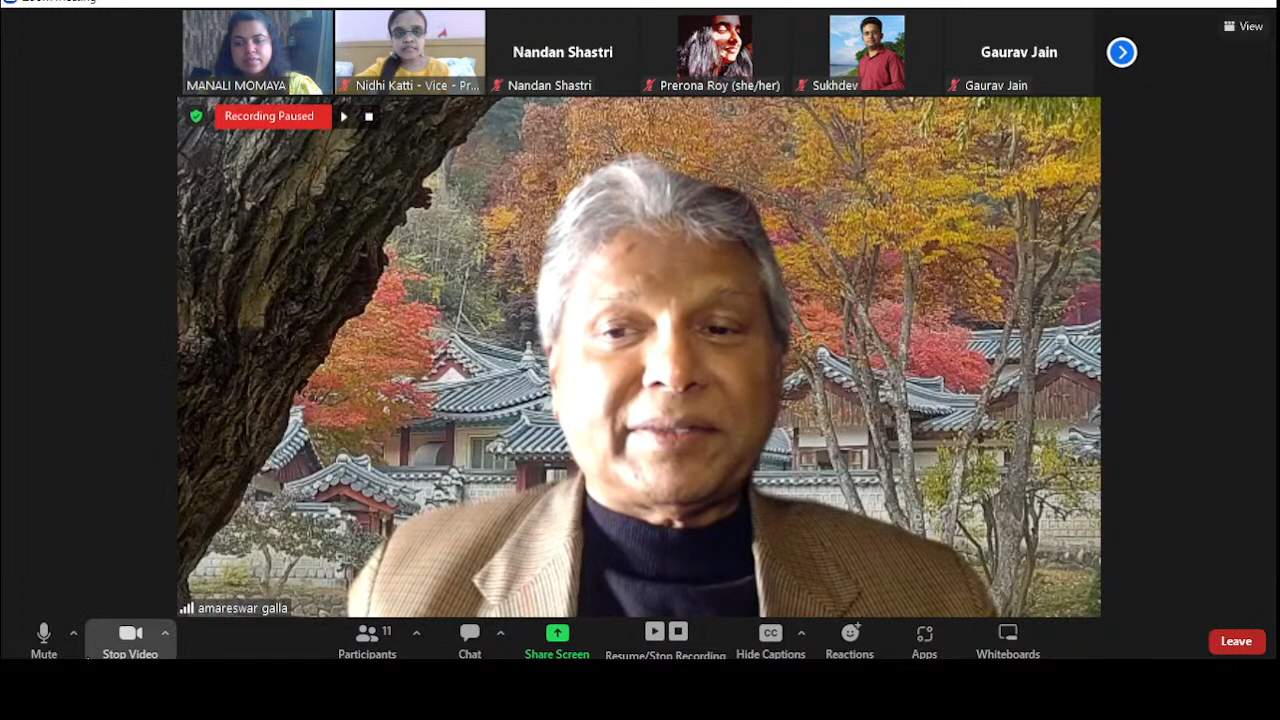 View
Nandan Shastri
Gaurav Jain
MANALI MOMAYA
Nidhi Katti - Vice - Pr...
Nandan Shastri
Prerona Roy (she/her)
Sukhdev
Gaurav Jain
Recording Paused
amareswar galla
11
Mute
Stop Video
Participants
Chat
Share Screen
Resume/Stop Recording
Hide Captions
Reactions
Apps
Whiteboards
CC
Leave